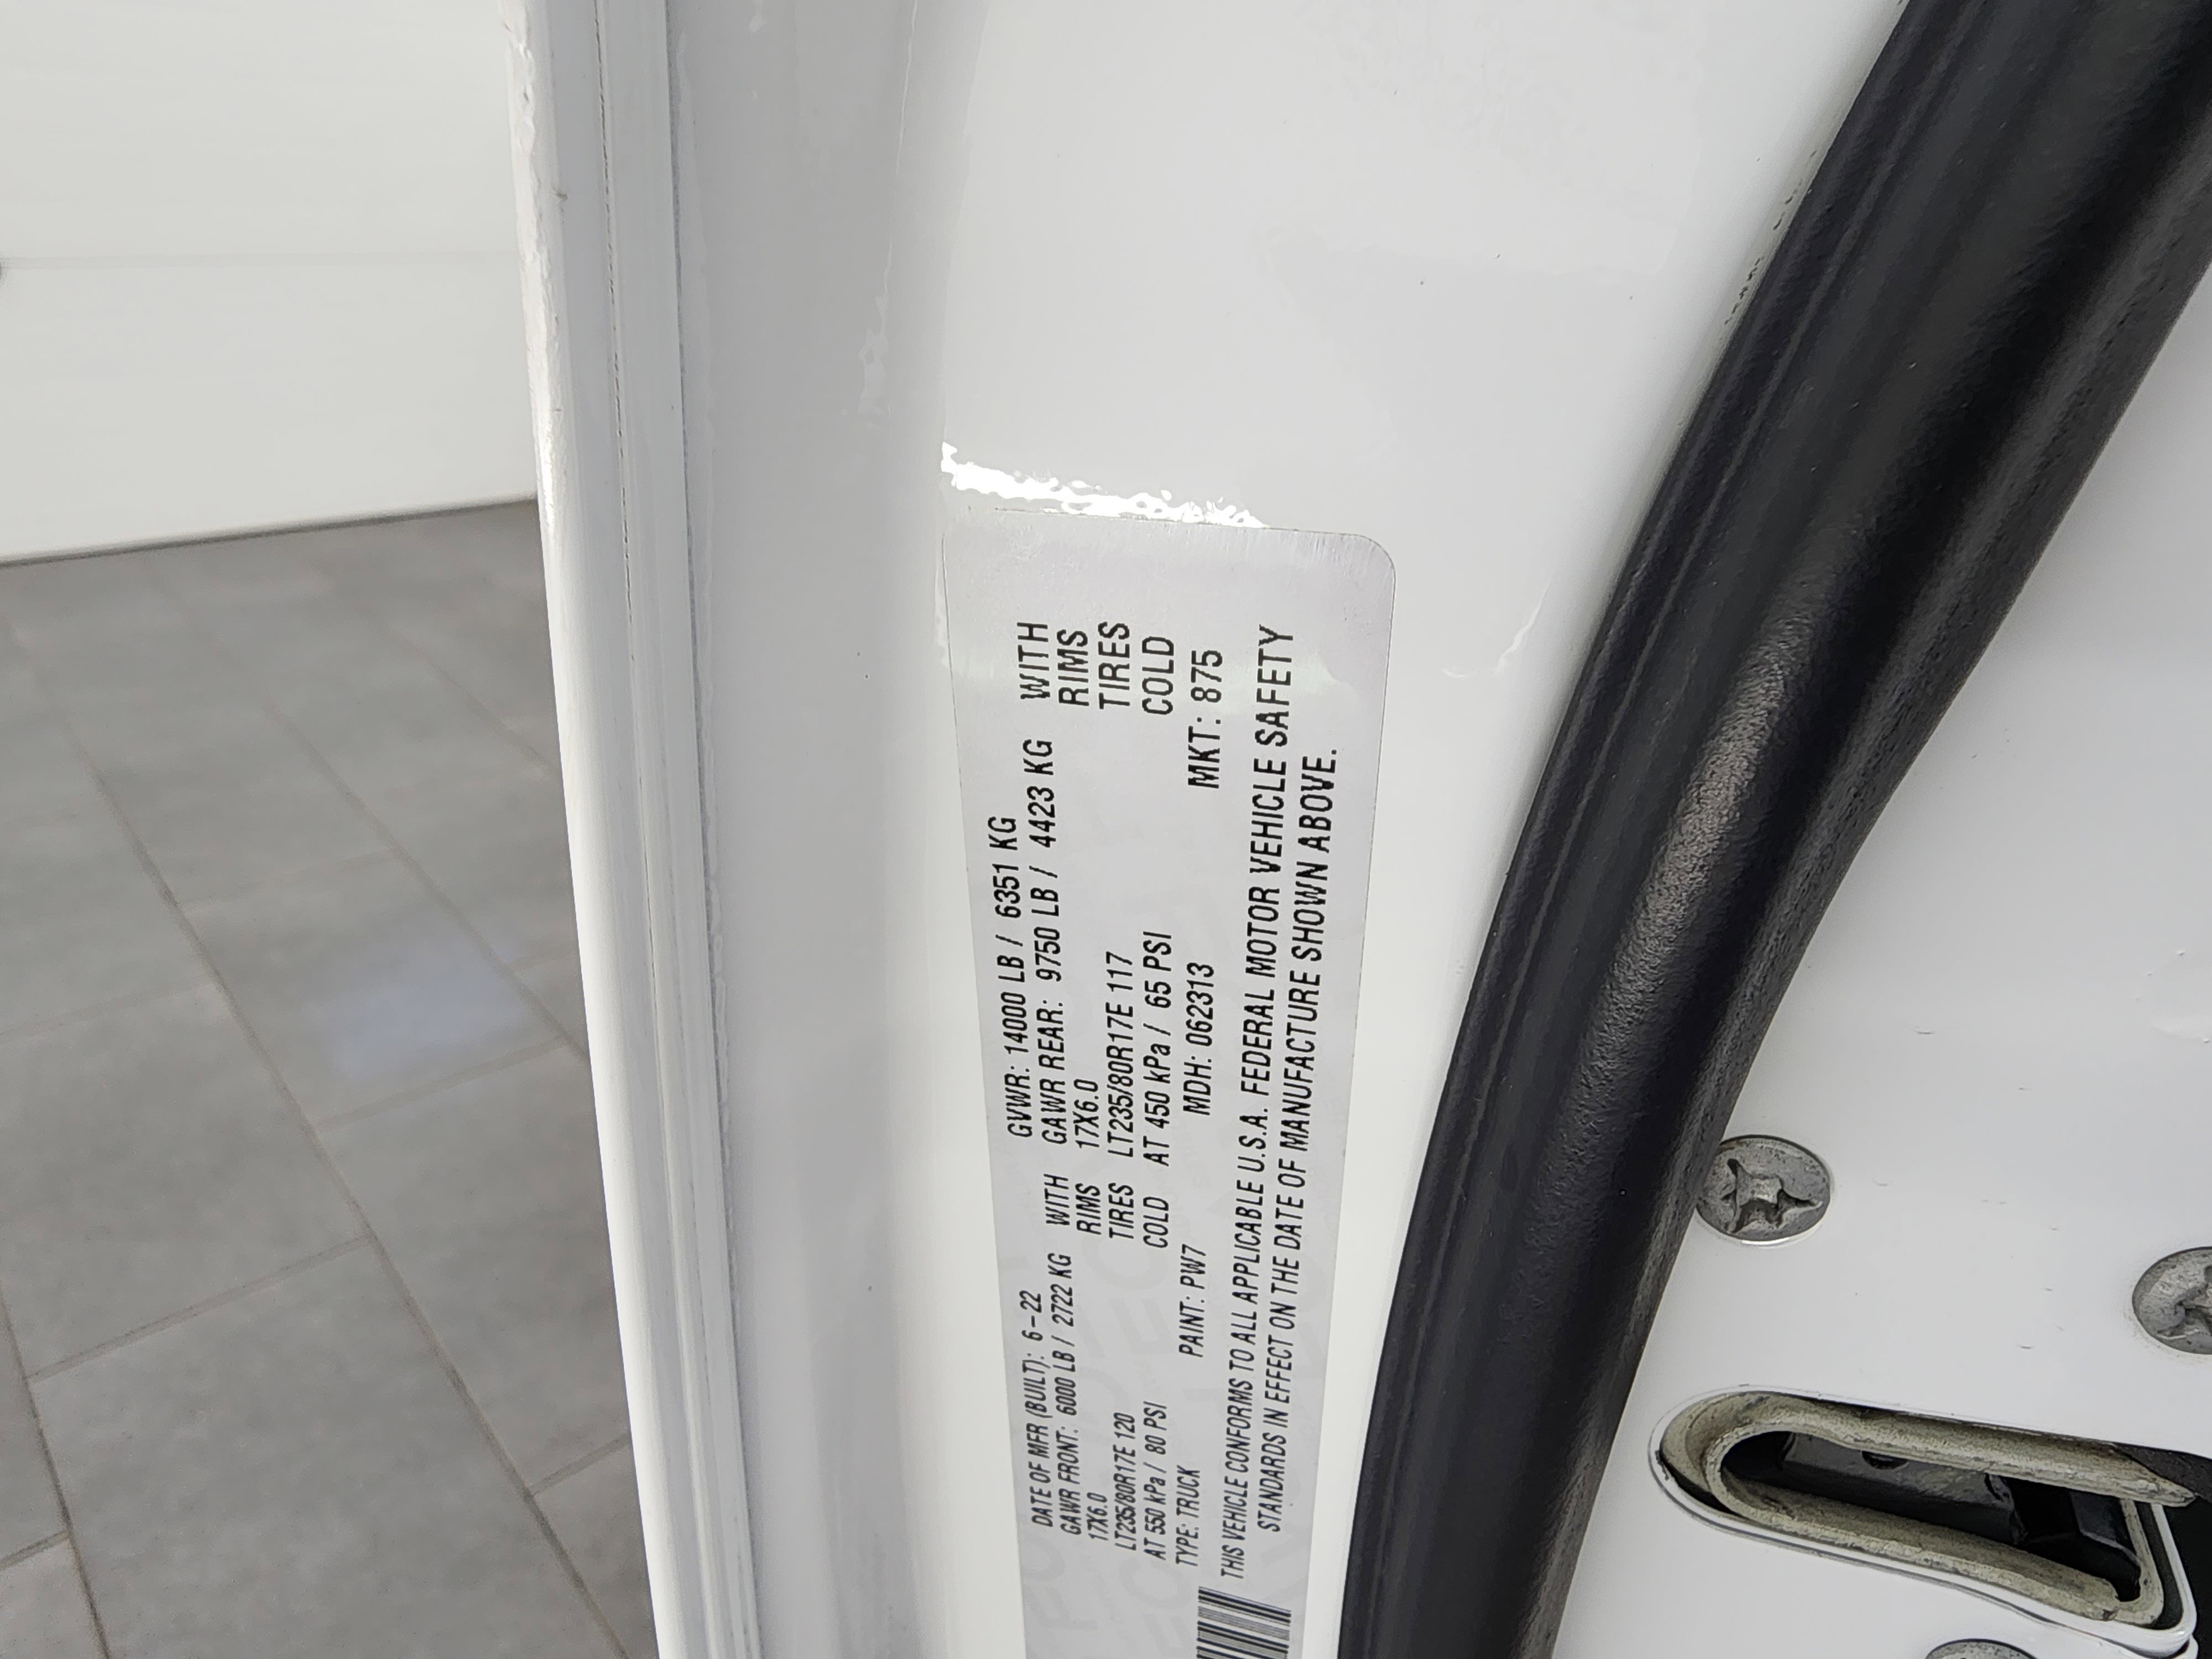 DATE OF MFR (BUILT): 6-22 GVWR: 14000 LB / 6351 KG
GAWR FRONT: 6000 LB / 2722 KG WITH GAWR REAR: 9750 LB / 4423 KG WITH
17X6.0 RIMS 17X6.0 RIMS
LT235/80R17E 120 TIRES LT235/80R17E 117 TIRES
AT 550 kPa / 80 PSI COLD AT 450 kPa / 65 PSI COLD
TYPE: TRUCK PAINT: PW7 MDH: 062313 MKT: 875
THIS VEHICLE CONFORMS TO ALL APPLICABLE U.S.A. FEDERAL MOTOR VEHICLE SAFETY
STANDARDS IN EFFECT ON THE DATE OF MANUFACTURE SHOWN ABOVE.